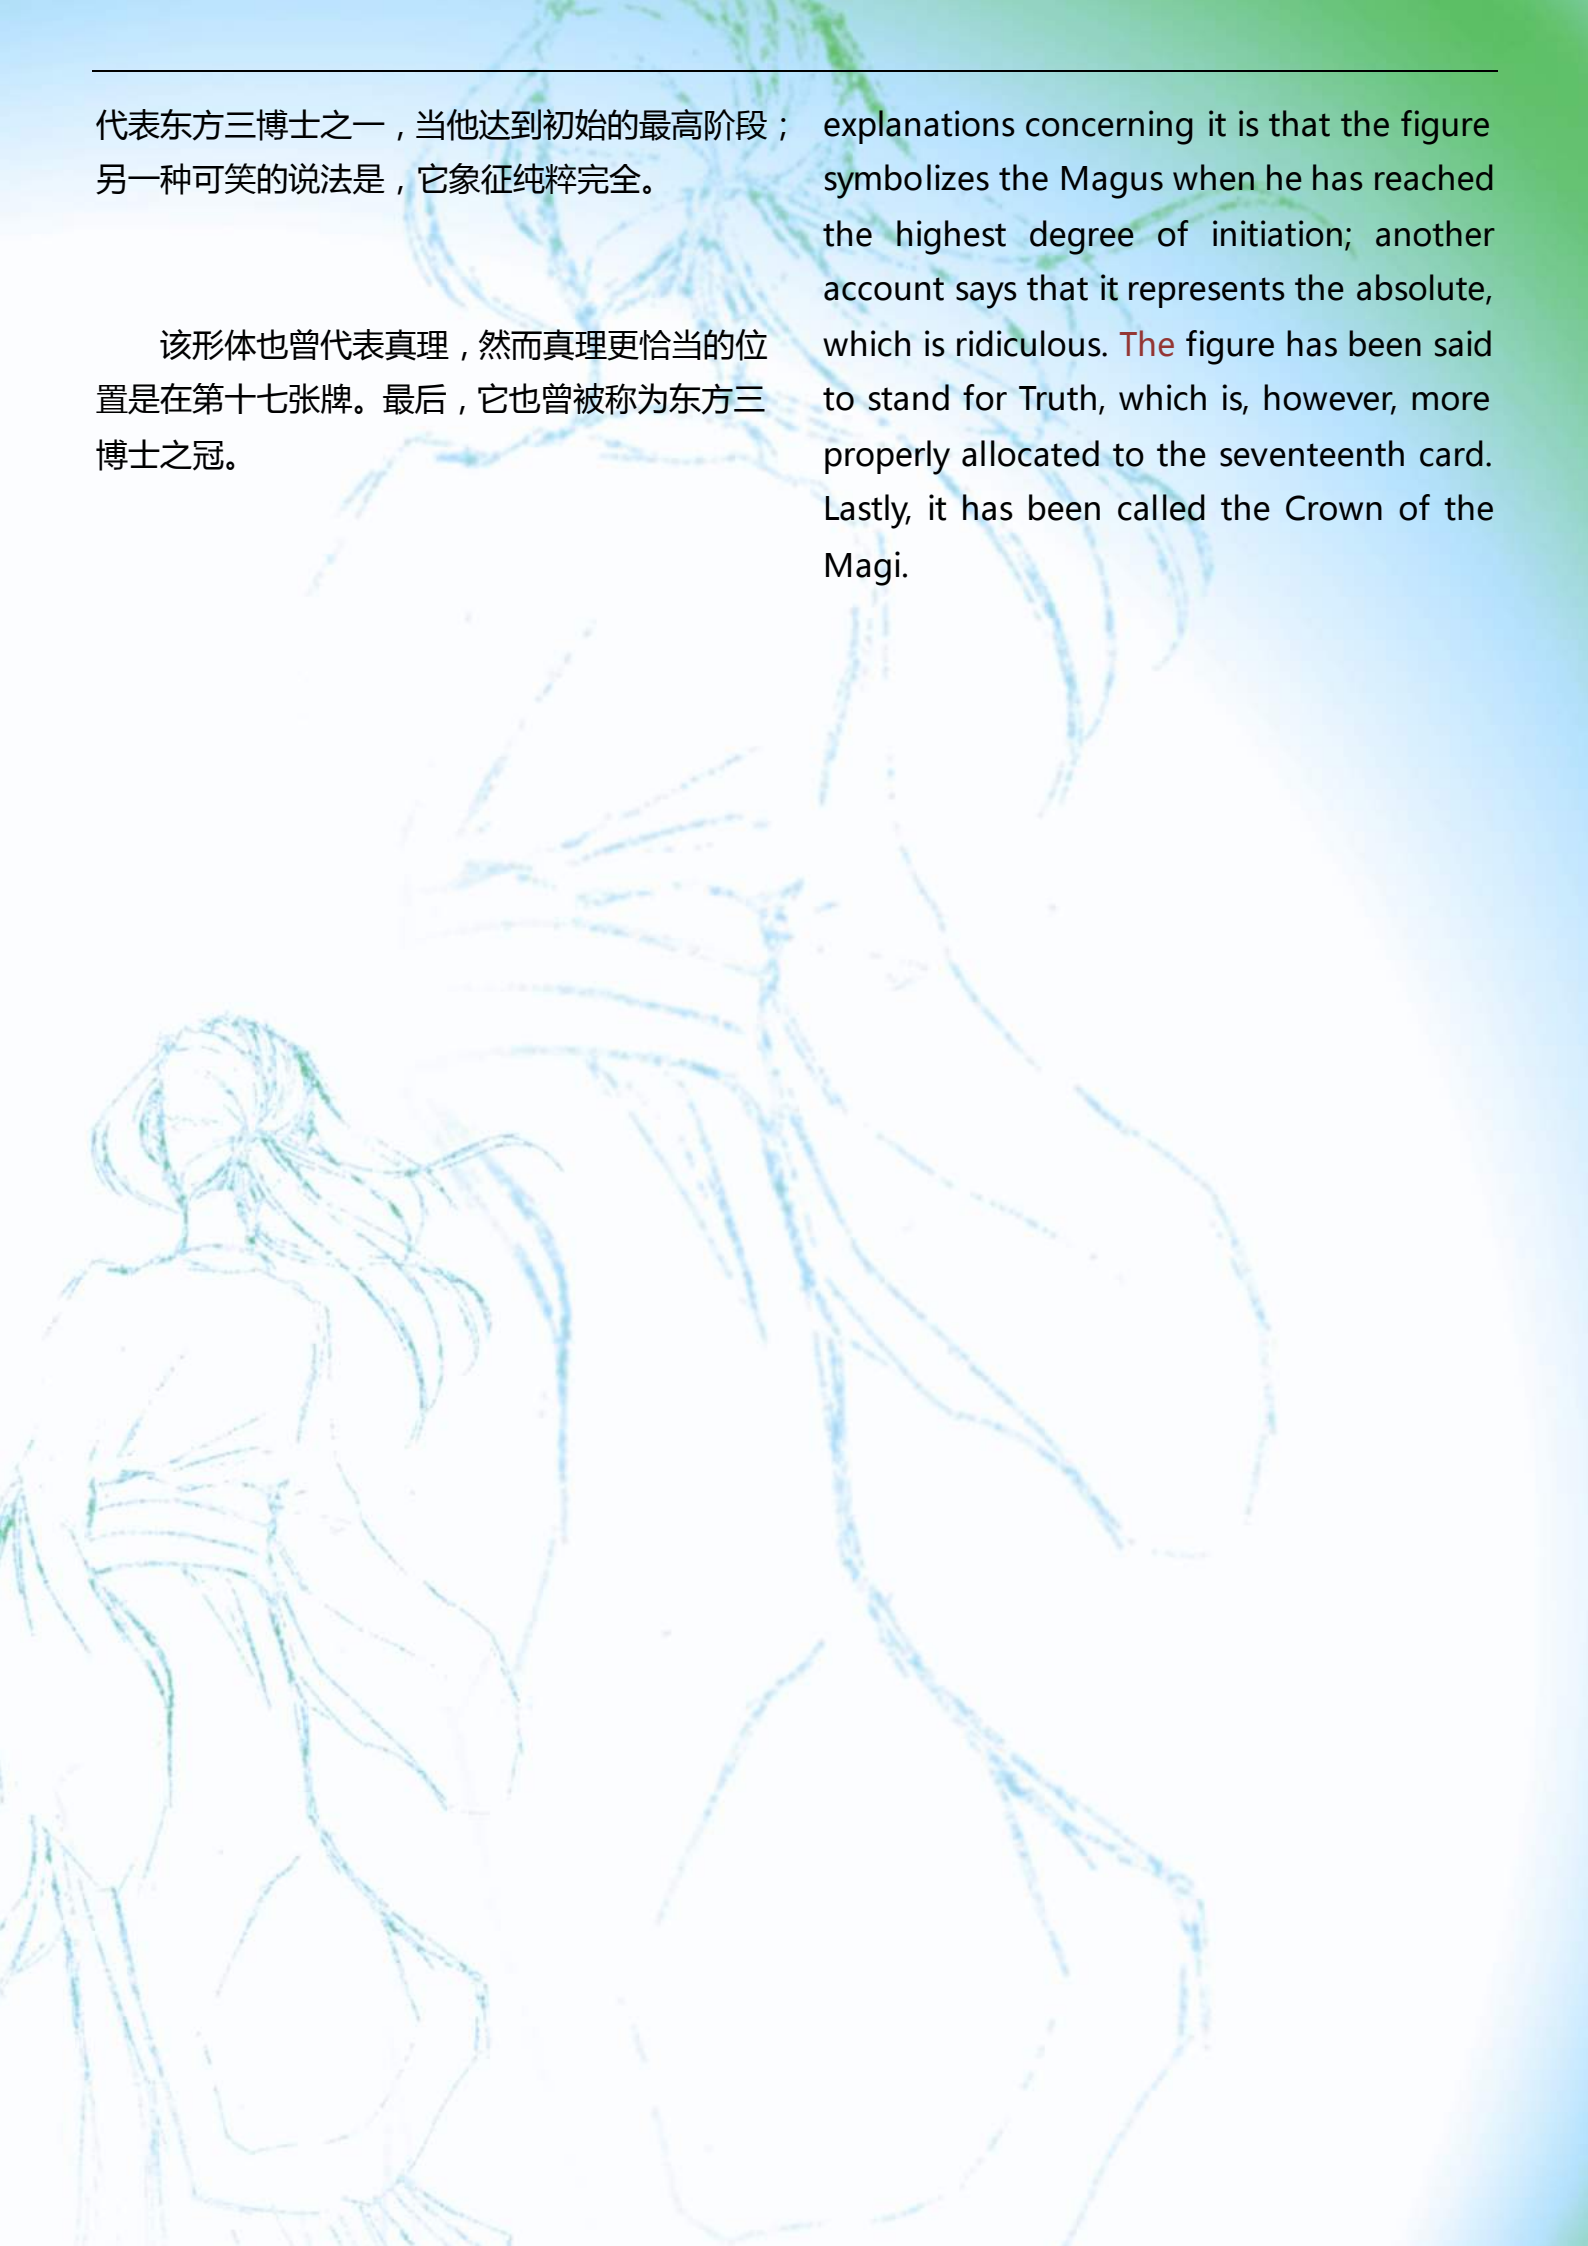 代表东方三博士之一，当他达到初始的最高阶段；
另一种可笑的说法是，它象征纯粹完全。
该形体也曾代表真理，然而真理更恰当的位
置是在第十七张牌。最后，它也曾被称为东方三
博士之冠。
explanations concerning it is that the figure
symbolizes the Magus when he has reached
the highest degree of initiation; another
account says that it represents the absolute,
which is ridiculous. The figure has been said
to stand for Truth, which is, however, more
properly allocated to the seventeenth card.
Lastly, it has been called the Crown of the
Magi.